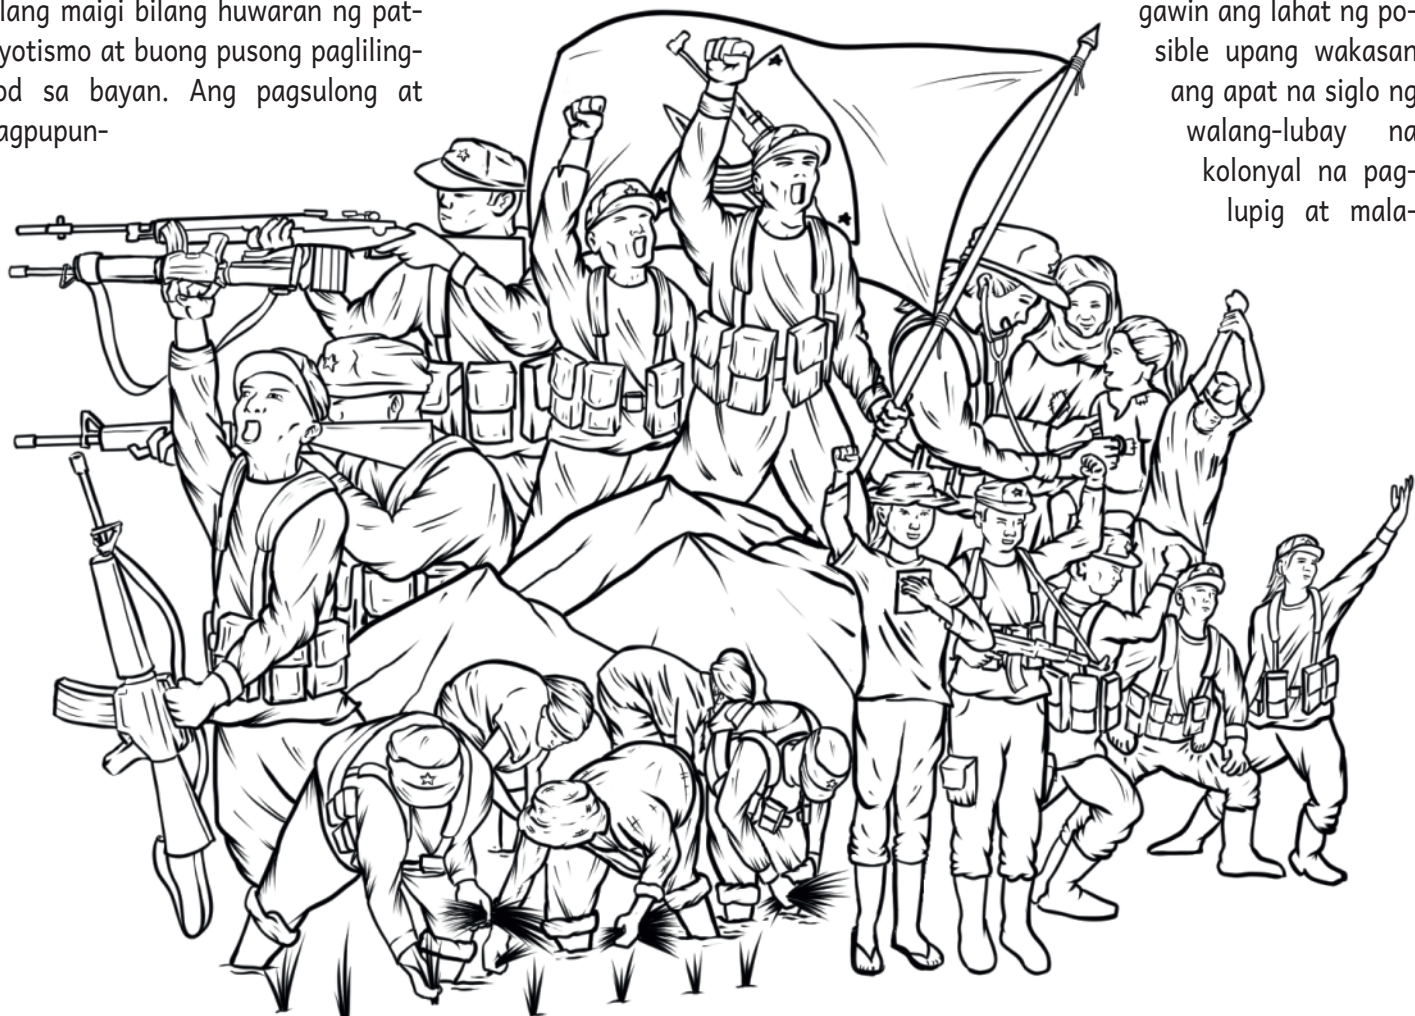 lang maigi bilang huwaran ng pat-
yotismo at buong pusong pagliling-
od sa bayan. Ang pagsulong at
agpupun-
gawin ang lahat ng po-
sible upang wakasan
ang apat na siglo ng
walang-lubay na
kolonyal na pag-
lupig at mala-